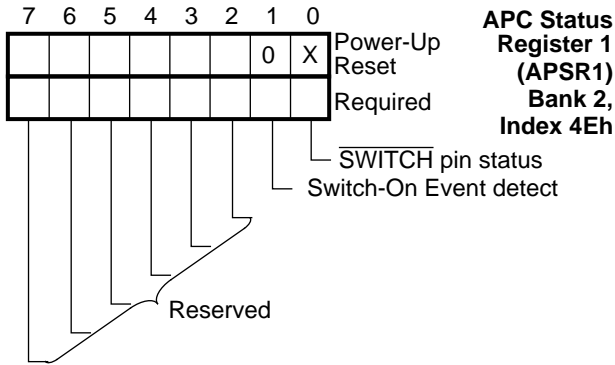 7 6 5 4 3 2 1 0
0 X
Power-Up
Reset
Required
APC Status
Register 1
(APSR1)
Bank 2,
Index 4Eh
SWITCH pin status
Switch-On Event detect
Reserved